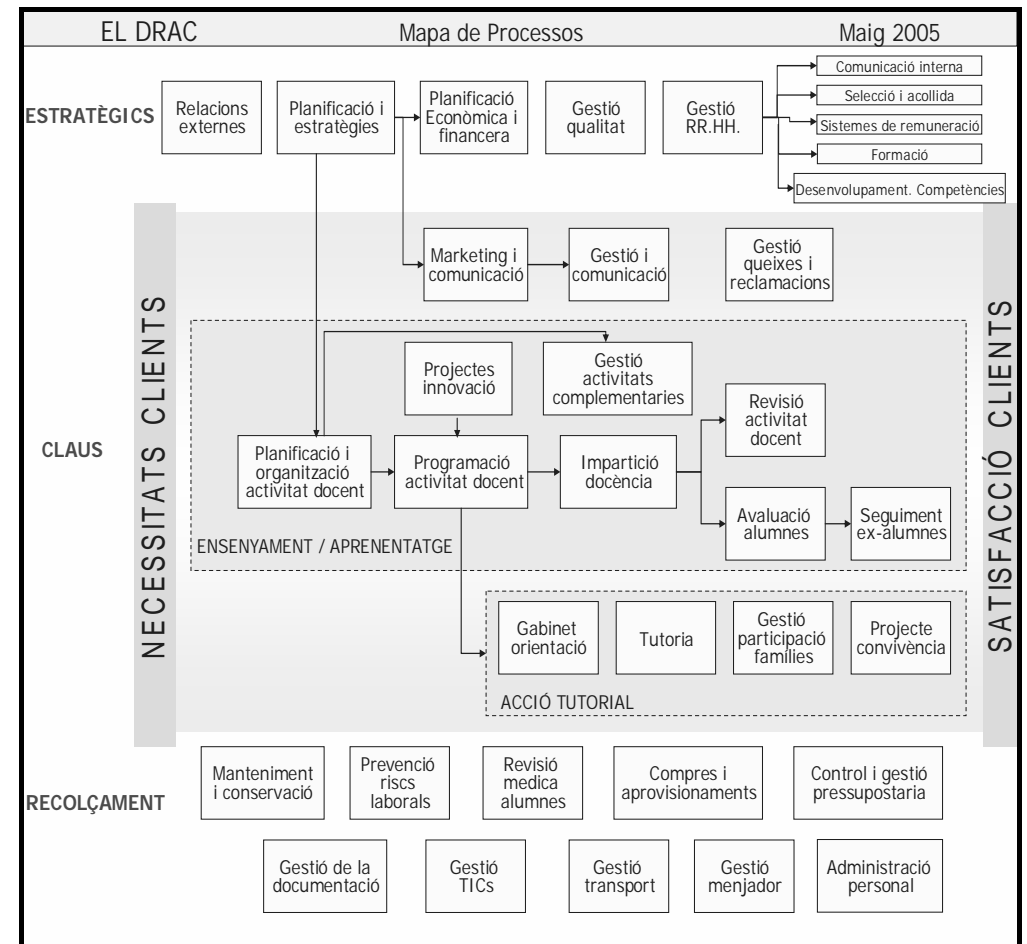 EL DRAC
Mapa de Processos
Maig 2005
ESTRATÈGICS
Relacions
externes
Planificació i
estratègies
Planificació
Econòmica i
financera
Gestió
qualitat
Gestió
RR.HH.
Comunicació interna
Selecció i acollida
Sistemes de remuneració
Formació
Desenvolupament. Competències
NECESSITATS CLIENTS
SATISFACCIÓ CLIENTS
CLAUS
Marketing i
comunicació
Gestió i
comunicació
Gestió
queixes i
reclamacions
Projectes
innovació
Gestió
activitats
complementaries
Revisió
activitat
docent
Planificació i
organització
activitat docent
Programació
activitat docent
Impartició
docència
Avaluació
alumnes
Seguiment
ex-alumnes
ENSENYAMENT / APRENENTATGE
Gabinet
orientació
Tutoria
Gestió
participació
famílies
Projecte
convivència
ACCIÓ TUTORIAL
RECOLÇAMENT
Manteniment
i conservació
Prevenció
riscs
laborals
Revisió
medica
alumnes
Compres i
aprovisionaments
Control i gestió
pressupostaria
Gestió de la
documentació
Gestió
TICs
Gestió
transport
Gestió
menjador
Administració
personal